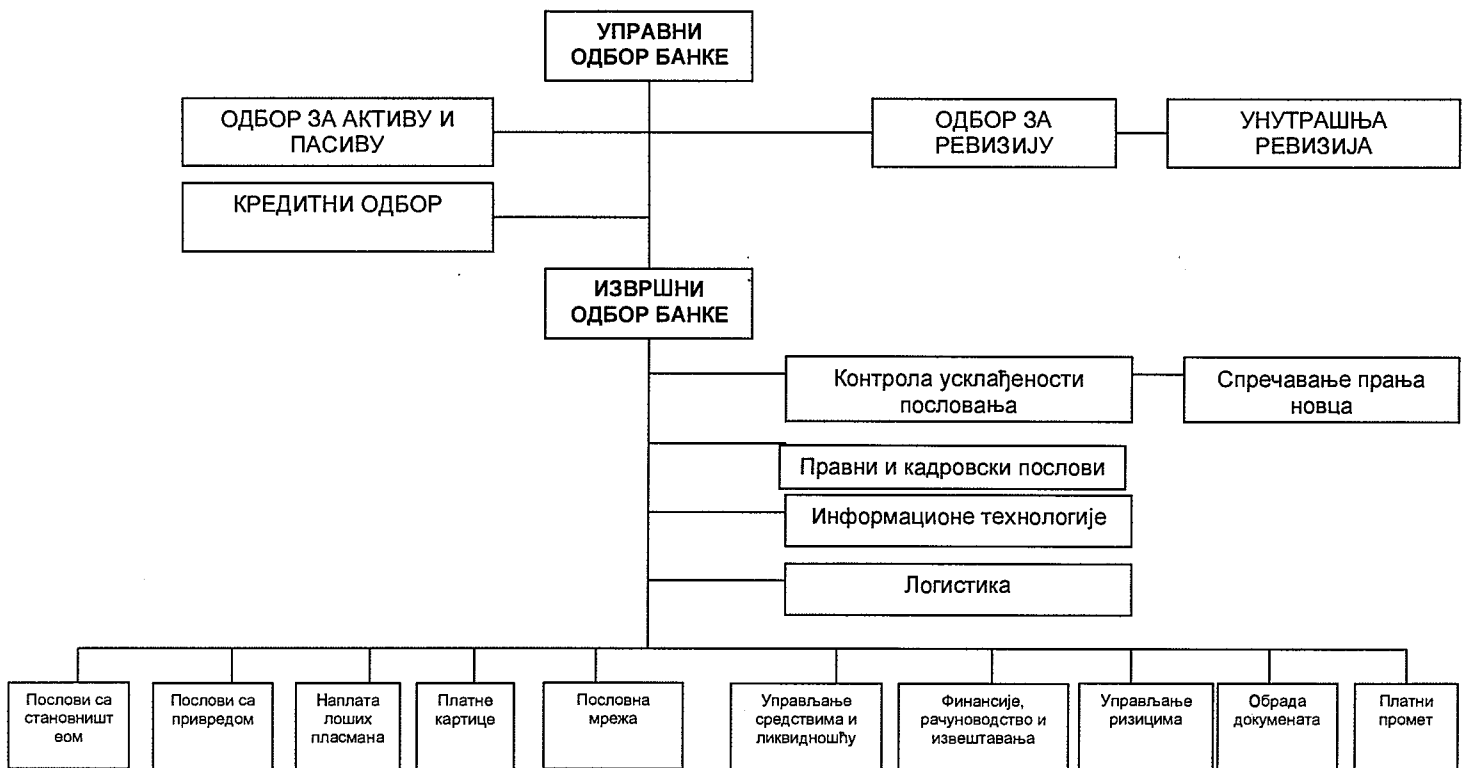 УПРАВНИ
ОДБОР БАНКЕ
ОДБОР ЗА АКТИВУ И
ПАСИВУ
ОДБОР ЗА
РЕВИЗИЈУ
УНУТРАШЊА
РЕВИЗИЈА
КРЕДИТНИ ОДБОР
ИЗВРШНИ
ОДБОР БАНКЕ
Контрола усклађености
пословања
Спречавање прања
новца
Правни и кадровски послови
Информационе технологије
Логистика
Послови са
становништ
вом
Послови са
привредом
Наплата
лоших
пласмана
Платне
картице
Пословна
мрежа
Управљање
средствима и
ликвидношћу
Финансије,
рачуноводство и
извештавања
Управљање
ризицима
Обрада
докумената
Платни
промет